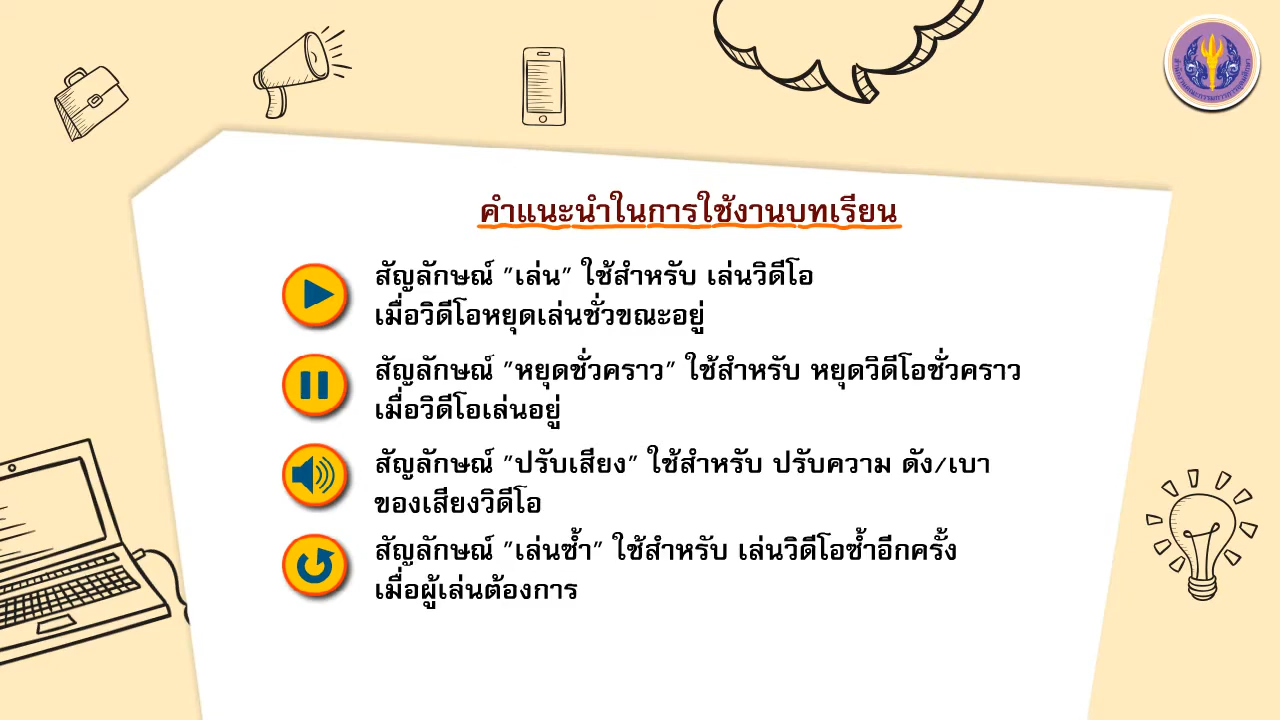 คำแนะนำในการใช้งานบทเรียน
สัญลักษณ์ "เล่น" ใช้สำหรับ เล่นวิดีโอ
เมื่อวิดีโอหยุดเล่นชั่วขณะอยู่
สัญลักษณ์ "หยุดชั่วคราว" ใช้สำหรับ หยุดวิดีโอชั่วคราว
เมื่อวิดีโอเล่นอยู่
สัญลักษณ์ "ปรับเสียง" ใช้สำหรับ ปรับความ ดัง/เบา
ของเสียงวิดีโอ
สัญลักษณ์ "เล่นซ้ำ" ใช้สำหรับ เล่นวิดีโอซ้ำอีกครั้ง
เมื่อผู้เล่นต้องการ